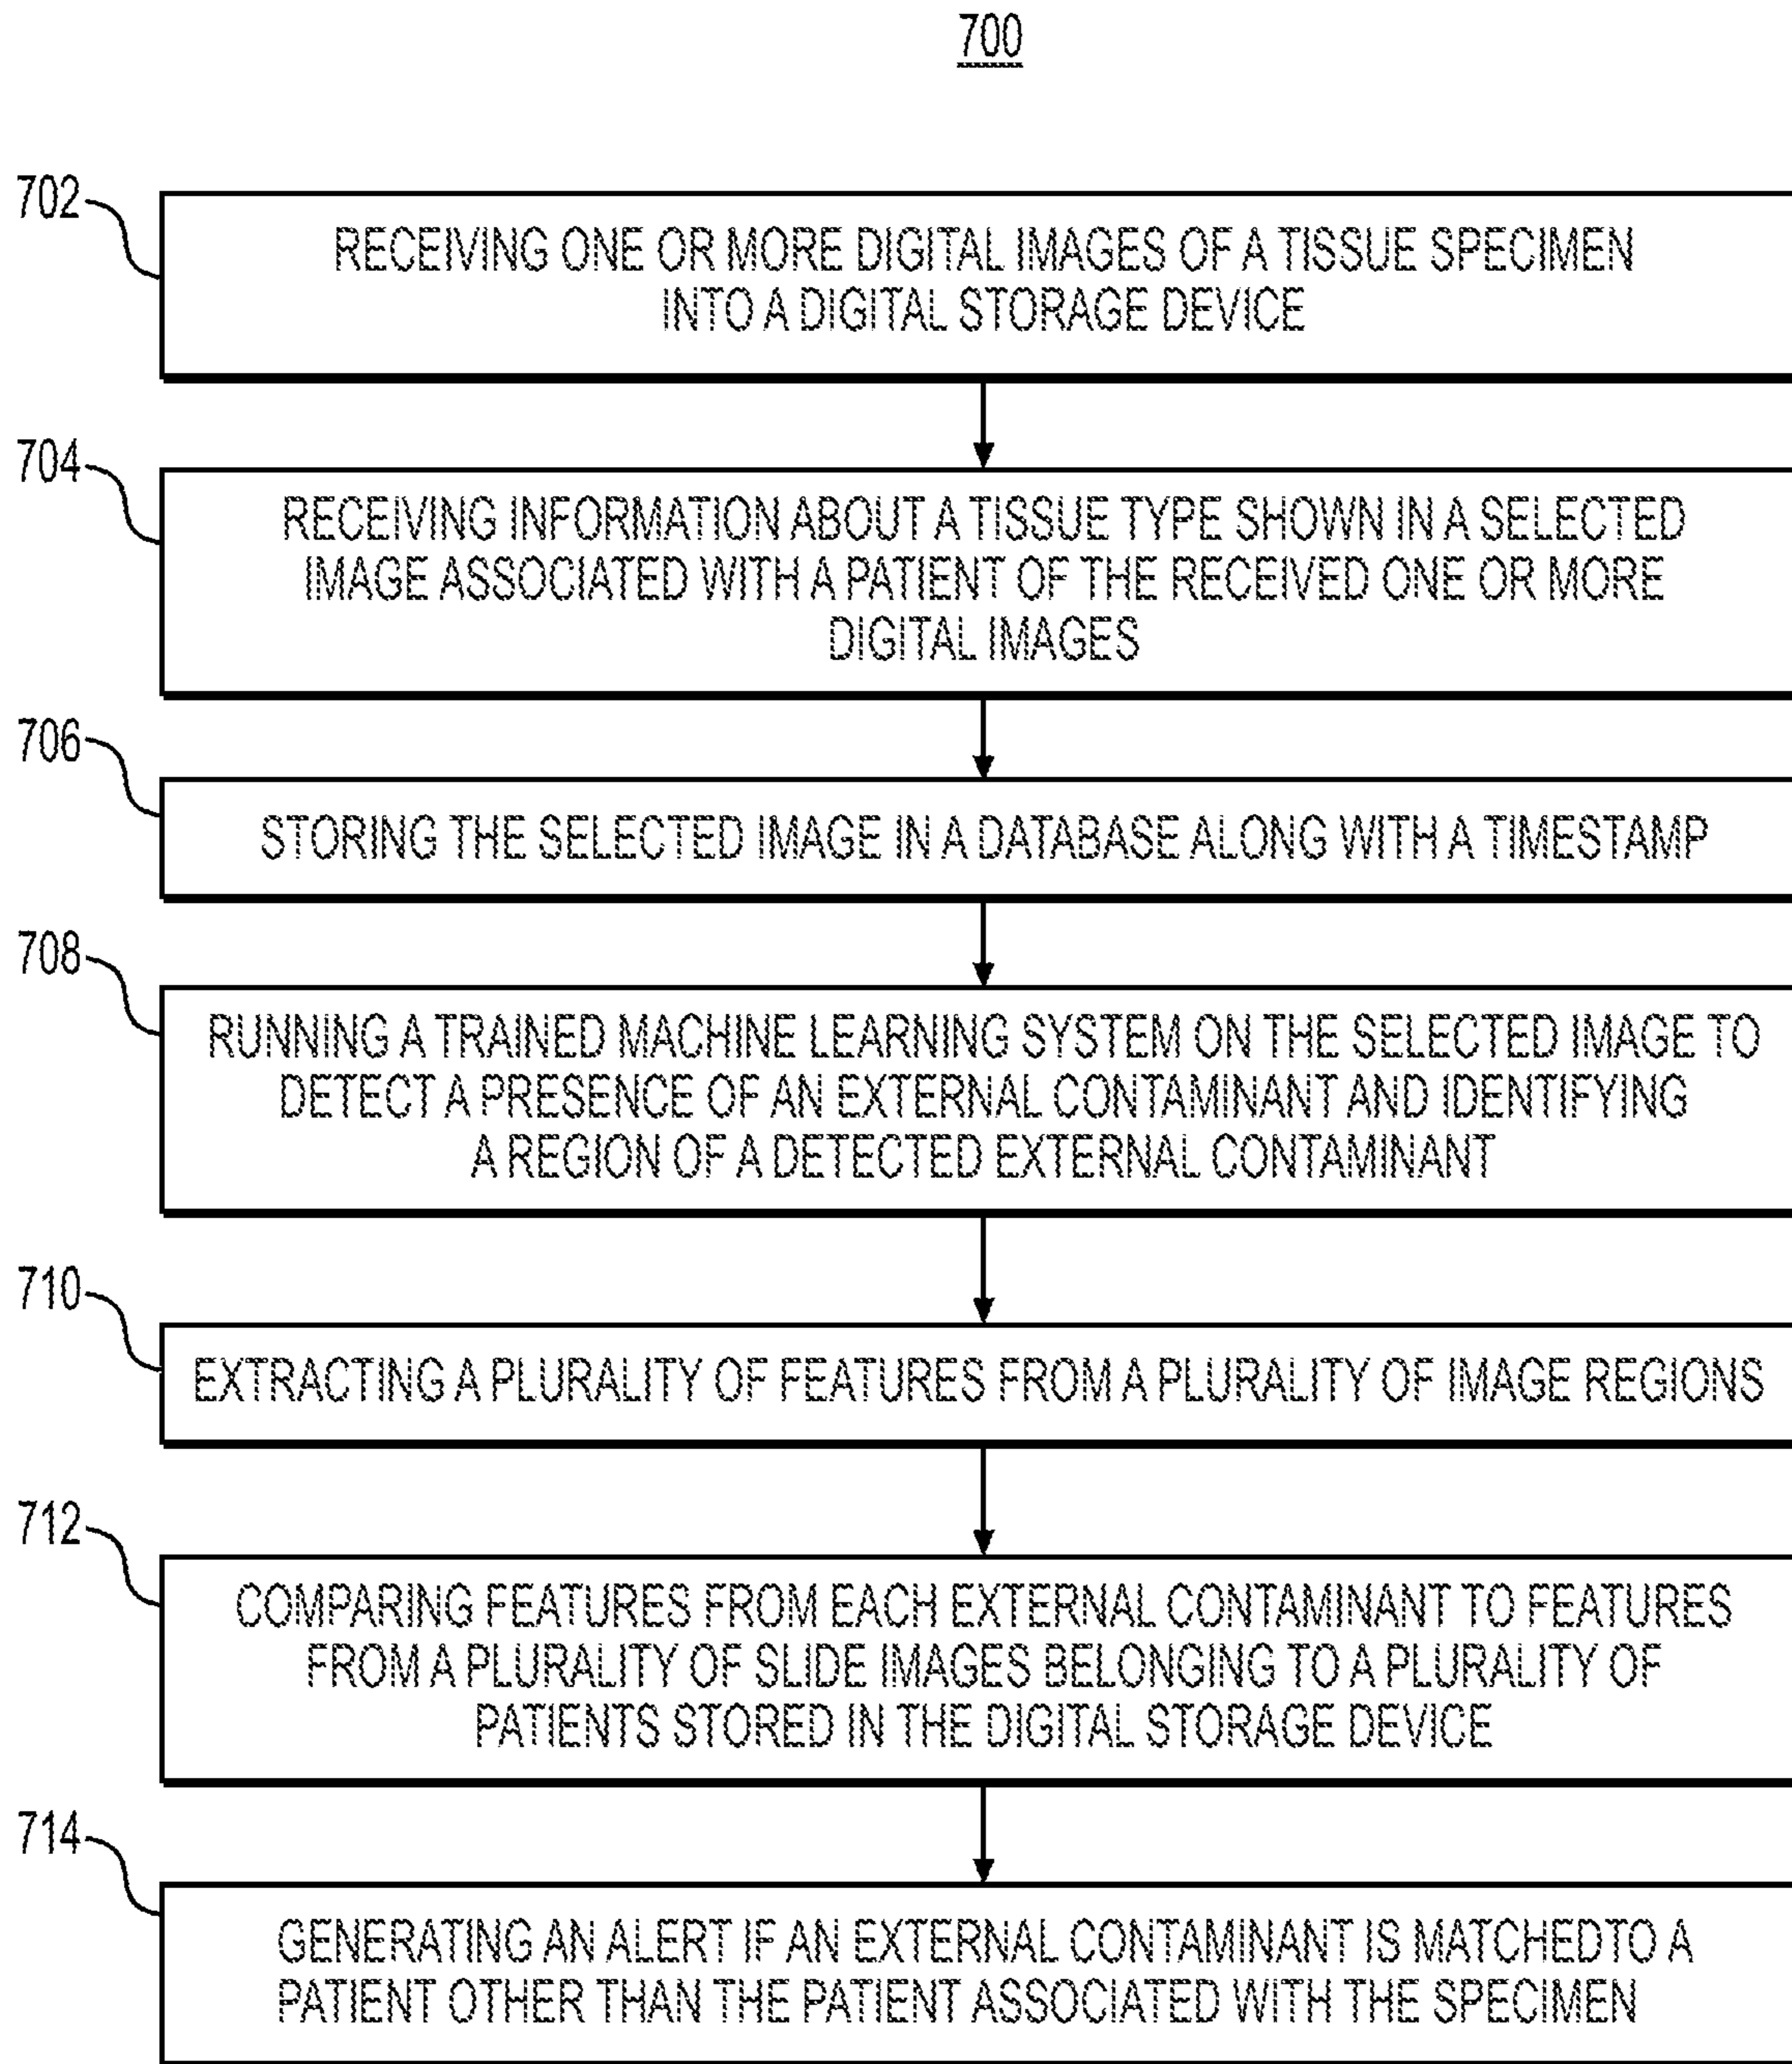 700
702
RECEIVING ONE OR MORE DIGITAL IMAGES OF A TISSUE SPECIMEN
INTO A DIGITAL STORAGE DEVICE
704
RECEIVING INFORMATION ABOUT A TISSUE TYPE SHOWN IN A SELECTED
IMAGE ASSOCIATED WITH A PATIENT OF THE RECEIVED ONE OR MORE
DIGITAL IMAGES
706
STORING THE SELECTED IMAGE IN A DATABASE ALONG WITH A TIMESTAMP
708
RUNNING A TRAINED MACHINE LEARNING SYSTEM ON THE SELECTED IMAGE TO
DETECT A PRESENCE OF AN EXTERNAL CONTAMINANT AND IDENTIFYING
A REGION OF A DETECTED EXTERNAL CONTAMINANT
710
EXTRACTING A PLURALITY OF FEATURES FROM A PLURALITY OF IMAGE REGIONS
712
COMPARING FEATURES FROM EACH EXTERNAL CONTAMINANT TO FEATURES
FROM A PLURALITY OF SLIDE IMAGES BELONGING TO A PLURALITY OF
PATIENTS STORED IN THE DIGITAL STORAGE DEVICE
714
GENERATING AN ALERT IF AN EXTERNAL CONTAMINANT IS MATCHEDTO A
PATIENT OTHER THAN THE PATIENT ASSOCIATED WITH THE SPECIMEN